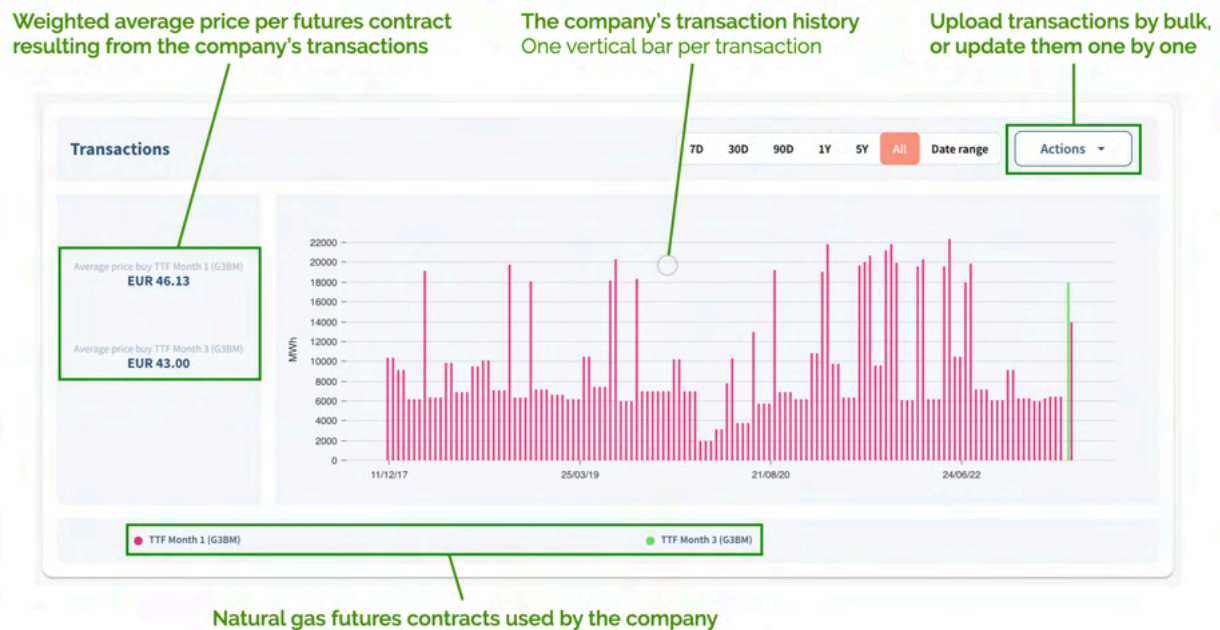 Weighted average price per futures contract
resulting from the company's transactions
The company's transaction history
One vertical bar per transaction
Upload transactions by bulk,
or update them one by one
Transactions
7D 30D 90D 1Y 5Y All Date range
Actions
Average price buy TTF Month 1 (G3BM)
EUR 46.13
Average price buy TTF Month 3 (G3BM)
EUR 43.00
MWh
22000
20000
18000
16000
14000
12000
10000
8000
6000
4000
2000
0
11/12/17 25/03/19 21/08/20 24/06/22
TTF Month 1 (G3BM) TTF Month 3 (G3BM)
Natural gas futures contracts used by the company